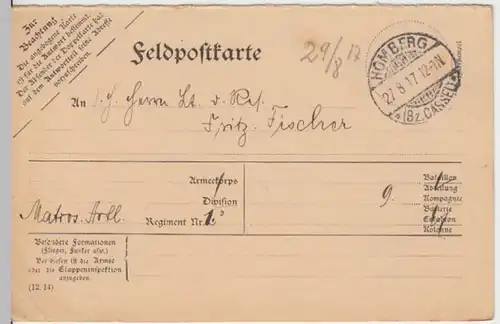 Zur
Beachtung!
Die angebogene Karte
ist für die Antwort bestimmt.
Der Absender der Doppelkarte hat
auf dem Antwortteil seine Adresse
vorzuschreiben.
Feldpostkarte
29/8 17
HOMBERG
27.8.17.12-1N.
(Bz. CASSEL)
An S. H. Herrn Lt. d. Res.
Fritz Fischer
Armeekorps
Division
Matros. Artl. Regiment Nr. 1.
Bataillon
Abteilung
9. Kompagnie
Batterie
Eskadron
Kolonne
Besondere Formationen
(Flieger, Funker usw.)
Bei diesen ist die Armee
oder die Etappeninspektion
anzugeben.
(12. 14)